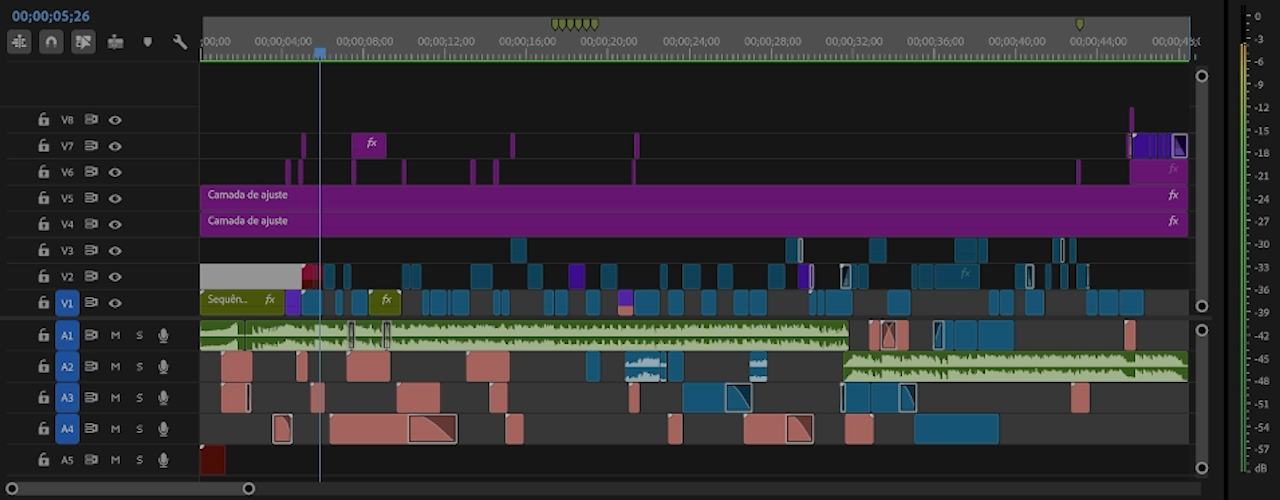 00;00;05;26
;00;00 00;00;04;00 00;00;08;00 00;00;12;00 00;00;16;00 00;00;20;00 00;00;24;00 00;00;28;00 00;00;32;00 00;00;36;00 00;00;40;00 00;00;44;00
V8
V7 fx
V6 fx
V5 Camada de ajuste fx
V4 Camada de ajuste fx
V3
V2 fx
V1 Sequên... fx fx
A1 M S
A2 M S
A3 M S
A4 M S
A5 M S
0
-3
-6
-9
-12
-15
-18
-21
-24
-27
-30
-33
-36
-39
-42
-45
-48
-51
-54
-57
dB